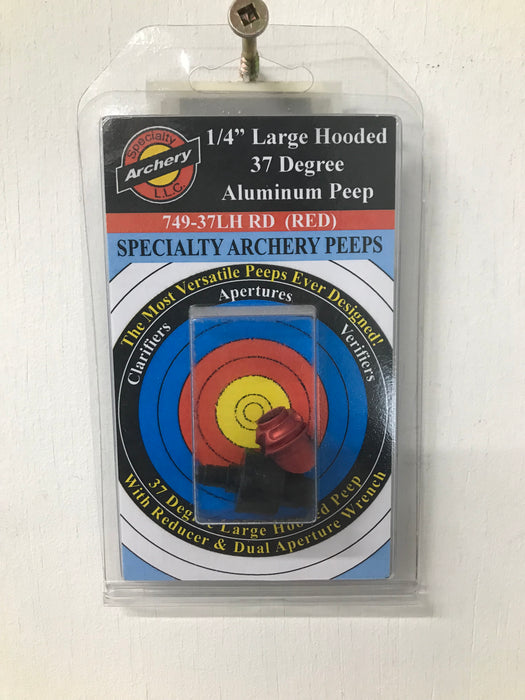 Specialty
Archery
L.L.C.
1/4” Large Hooded
37 Degree
Aluminum Peep
749-37LH RD (RED)
SPECIALTY ARCHERY PEEPS
The Most Versatile Peeps Ever Designed!
Apertures
Clarifiers
Verifiers
37 Degree Large Hooded Peep
With Reducer & Dual Aperture Wrench